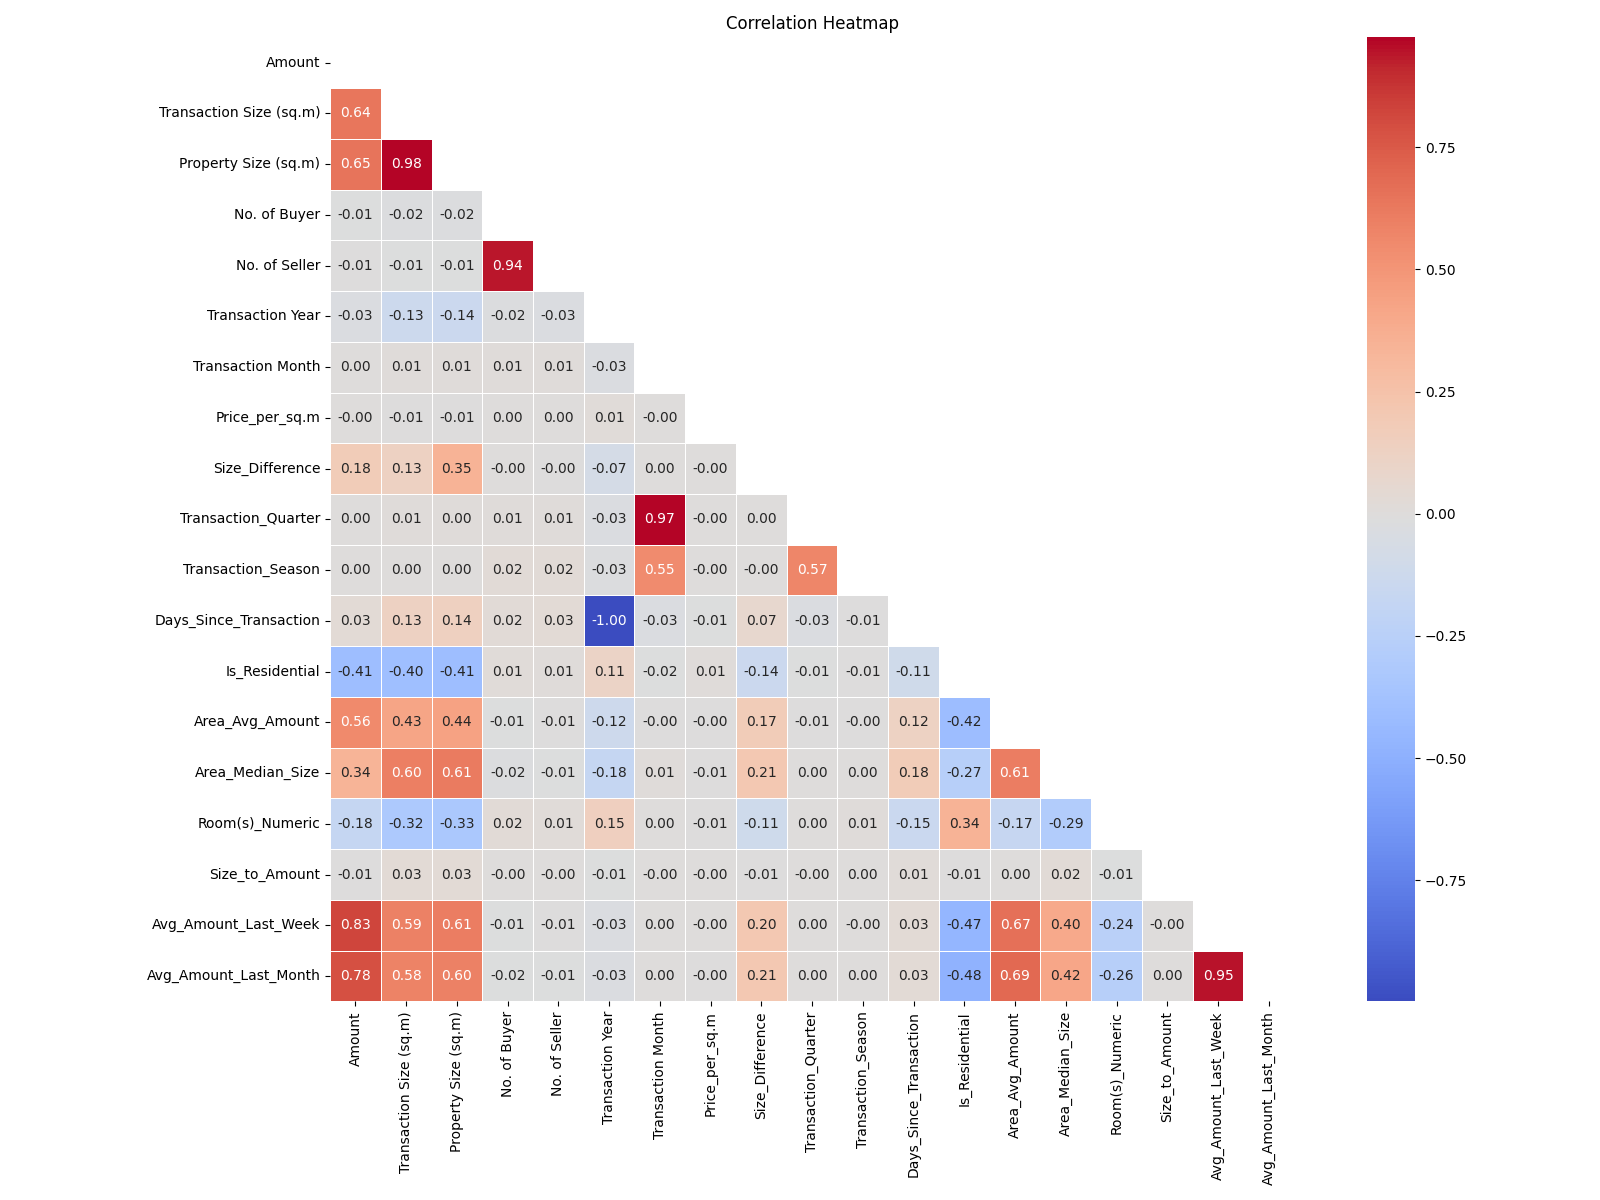 Correlation Heatmap
Amount
Transaction Size (sq.m) 0.64
Property Size (sq.m) 0.65 0.98
No. of Buyer -0.01 -0.02 -0.02
No. of Seller -0.01 -0.01 -0.01 0.94
Transaction Year -0.03 -0.13 -0.14 -0.02 -0.03
Transaction Month 0.00 0.01 0.01 0.01 0.01 -0.03
Price_per_sq.m -0.00 -0.01 -0.01 0.00 0.00 0.01 -0.00
Size_Difference 0.18 0.13 0.35 -0.00 -0.00 -0.07 0.00 -0.00
Transaction_Quarter 0.00 0.01 0.00 0.01 0.01 -0.03 0.97 -0.00 0.00
Transaction_Season 0.00 0.00 0.00 0.02 0.02 -0.03 0.55 -0.00 -0.00 0.57
Days_Since_Transaction 0.03 0.13 0.14 0.02 0.03 -1.00 -0.03 -0.01 0.07 -0.03 -0.01
Is_Residential -0.41 -0.40 -0.41 0.01 0.01 0.11 -0.02 0.01 -0.14 -0.01 -0.01 -0.11
Area_Avg_Amount 0.56 0.43 0.44 -0.01 -0.01 -0.12 -0.00 -0.00 0.17 -0.01 -0.00 0.12 -0.42
Area_Median_Size 0.34 0.60 0.61 -0.02 -0.01 -0.18 0.01 -0.01 0.21 0.00 0.00 0.18 -0.27 0.61
Room(s)_Numeric -0.18 -0.32 -0.33 0.02 0.01 0.15 0.00 -0.01 -0.11 0.00 0.01 -0.15 0.34 -0.17 -0.29
Size_to_Amount -0.01 0.03 0.03 -0.00 -0.00 -0.01 -0.00 -0.00 -0.01 -0.00 0.00 0.01 -0.01 0.00 0.02 -0.01
Avg_Amount_Last_Week 0.83 0.59 0.61 -0.01 -0.01 -0.03 0.00 -0.00 0.20 0.00 -0.00 0.03 -0.47 0.67 0.40 -0.24 -0.00
Avg_Amount_Last_Month 0.78 0.58 0.60 -0.02 -0.01 -0.03 0.00 -0.00 0.21 0.00 0.00 0.03 -0.48 0.69 0.42 -0.26 0.00 0.95
Amount
Transaction Size (sq.m)
Property Size (sq.m)
No. of Buyer
No. of Seller
Transaction Year
Transaction Month
Price_per_sq.m
Size_Difference
Transaction_Quarter
Transaction_Season
Days_Since_Transaction
Is_Residential
Area_Avg_Amount
Area_Median_Size
Room(s)_Numeric
Size_to_Amount
Avg_Amount_Last_Week
Avg_Amount_Last_Month
0.75
0.50
0.25
0.00
−0.25
−0.50
−0.75